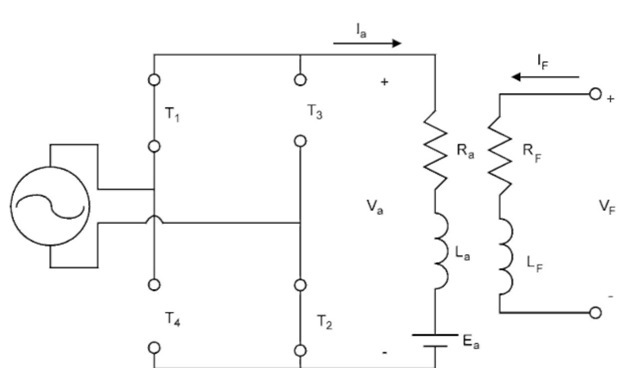 Ia
IF
+
+
T1
T3
Ra
RF
Va
VF
La
LF
T4
T2
Ea
-
-